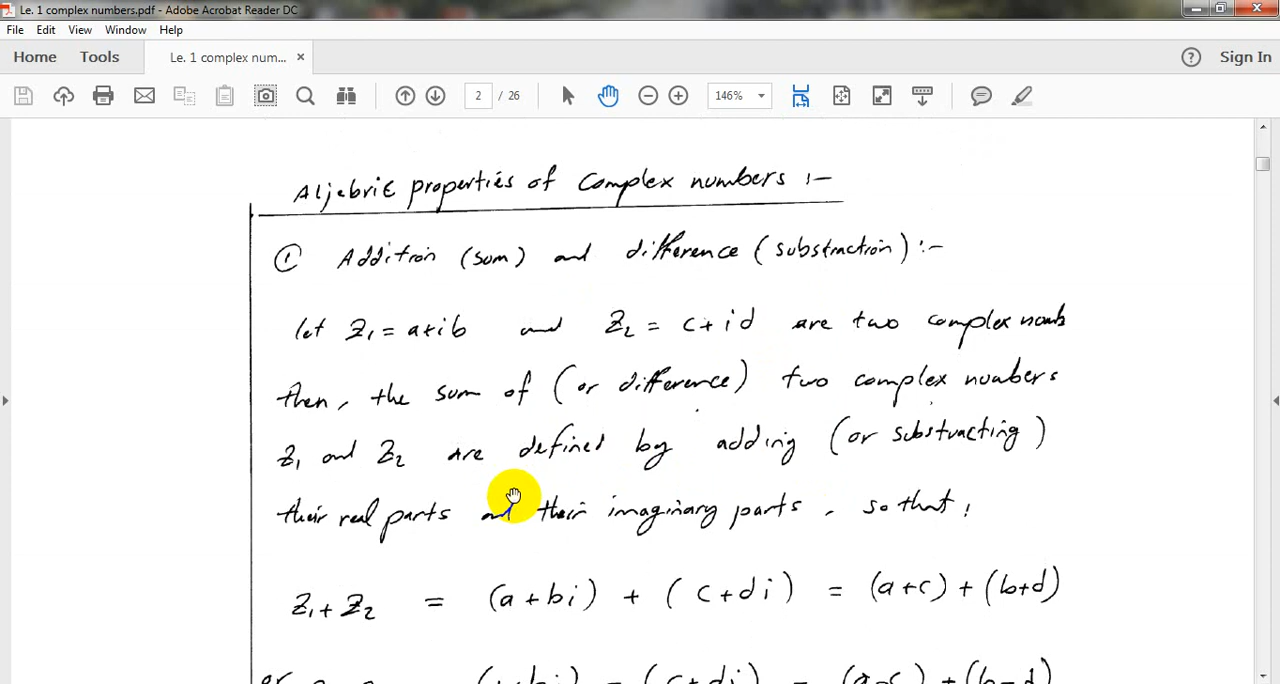 Le. 1 complex numbers.pdf - Adobe Acrobat Reader DC
File Edit View Window Help
Home Tools Le. 1 complex num... × Sign In
2 / 26 146%
Aljebric properties of Complex numbers :-
① Addition (sum) and difference (substraction) :-
let Z₁ = a+ib and Z₂ = c+id are two complex numb
then, the sum of (or difference) two complex numbers
Z₁ and Z₂ are defined by adding (or substracting)
their real parts and their imaginary parts, so that:
Z₁+Z₂ = (a+bi) + (c+di) = (a+c) + (b+d)
or (a+bi) - (c+di) = (a-c) + (b-d)